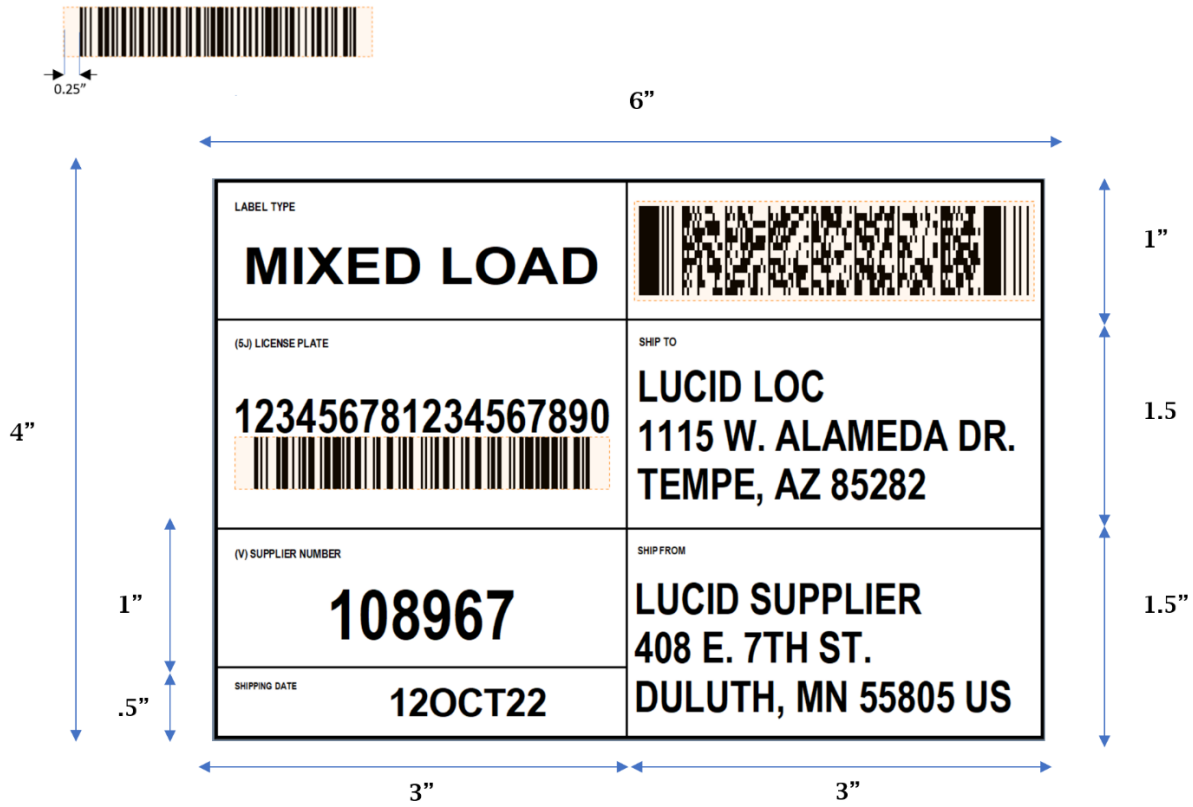 0.25”
6”
LABEL TYPE
MIXED LOAD
1”
(5J) LICENSE PLATE
123456781234567890
SHIP TO
LUCID LOC
1115 W. ALAMEDA DR.
TEMPE, AZ 85282
4”
1.5
(V) SUPPLIER NUMBER
108967
1”
SHIP FROM
LUCID SUPPLIER
408 E. 7TH ST.
DULUTH, MN 55805 US
1.5”
SHIPPING DATE
12OCT22
.5”
3”
3”